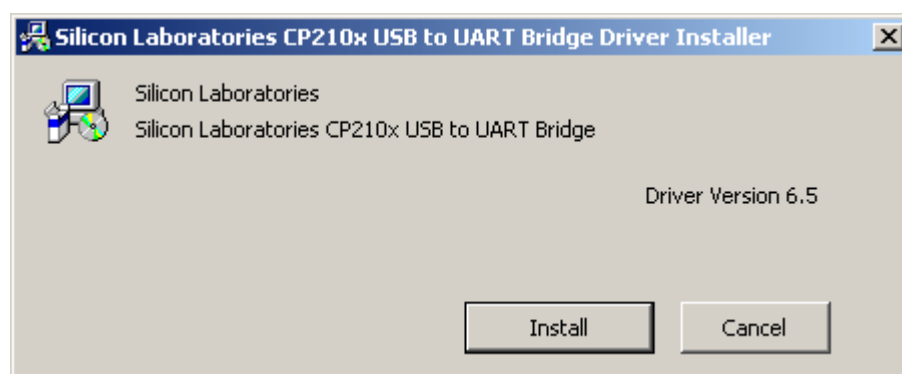 Silicon Laboratories CP210x USB to UART Bridge Driver Installer
Silicon Laboratories
Silicon Laboratories CP210x USB to UART Bridge
Driver Version 6.5
Install Cancel